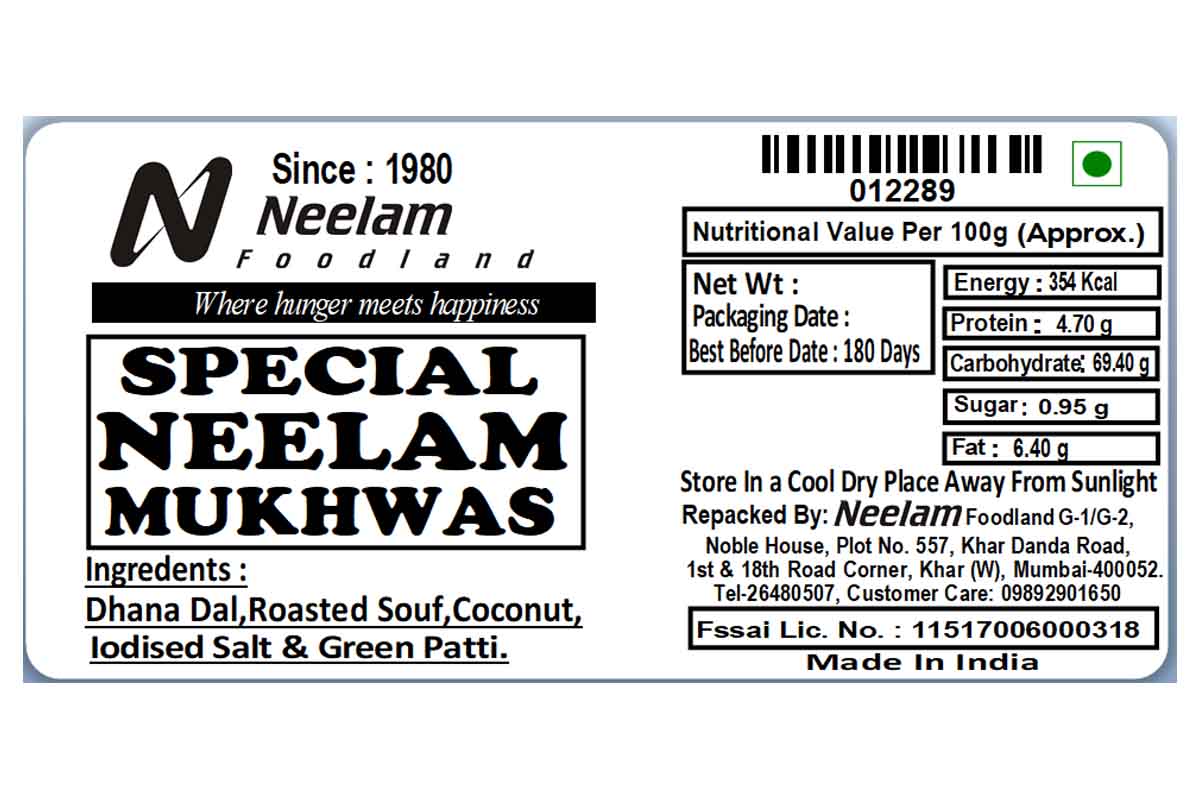 Since : 1980
Neelam
Foodland
Where hunger meets happiness
SPECIAL
NEELAM
MUKHWAS
Ingredents :
Dhana Dal,Roasted Souf,Coconut,
Iodised Salt & Green Patti.
012289
Nutritional Value Per 100g (Approx.)
Net Wt :
Packaging Date :
Best Before Date : 180 Days
Energy : 354 Kcal
Protein : 4.70 g
Carbohydrate: 69.40 g
Sugar : 0.95 g
Fat : 6.40 g
Store In a Cool Dry Place Away From Sunlight
Repacked By: Neelam Foodland G-1/G-2,
Noble House, Plot No. 557, Khar Danda Road,
1st & 18th Road Corner, Khar (W), Mumbai-400052.
Tel-26480507, Customer Care: 09892901650
Fssai Lic. No. : 11517006000318
Made In India